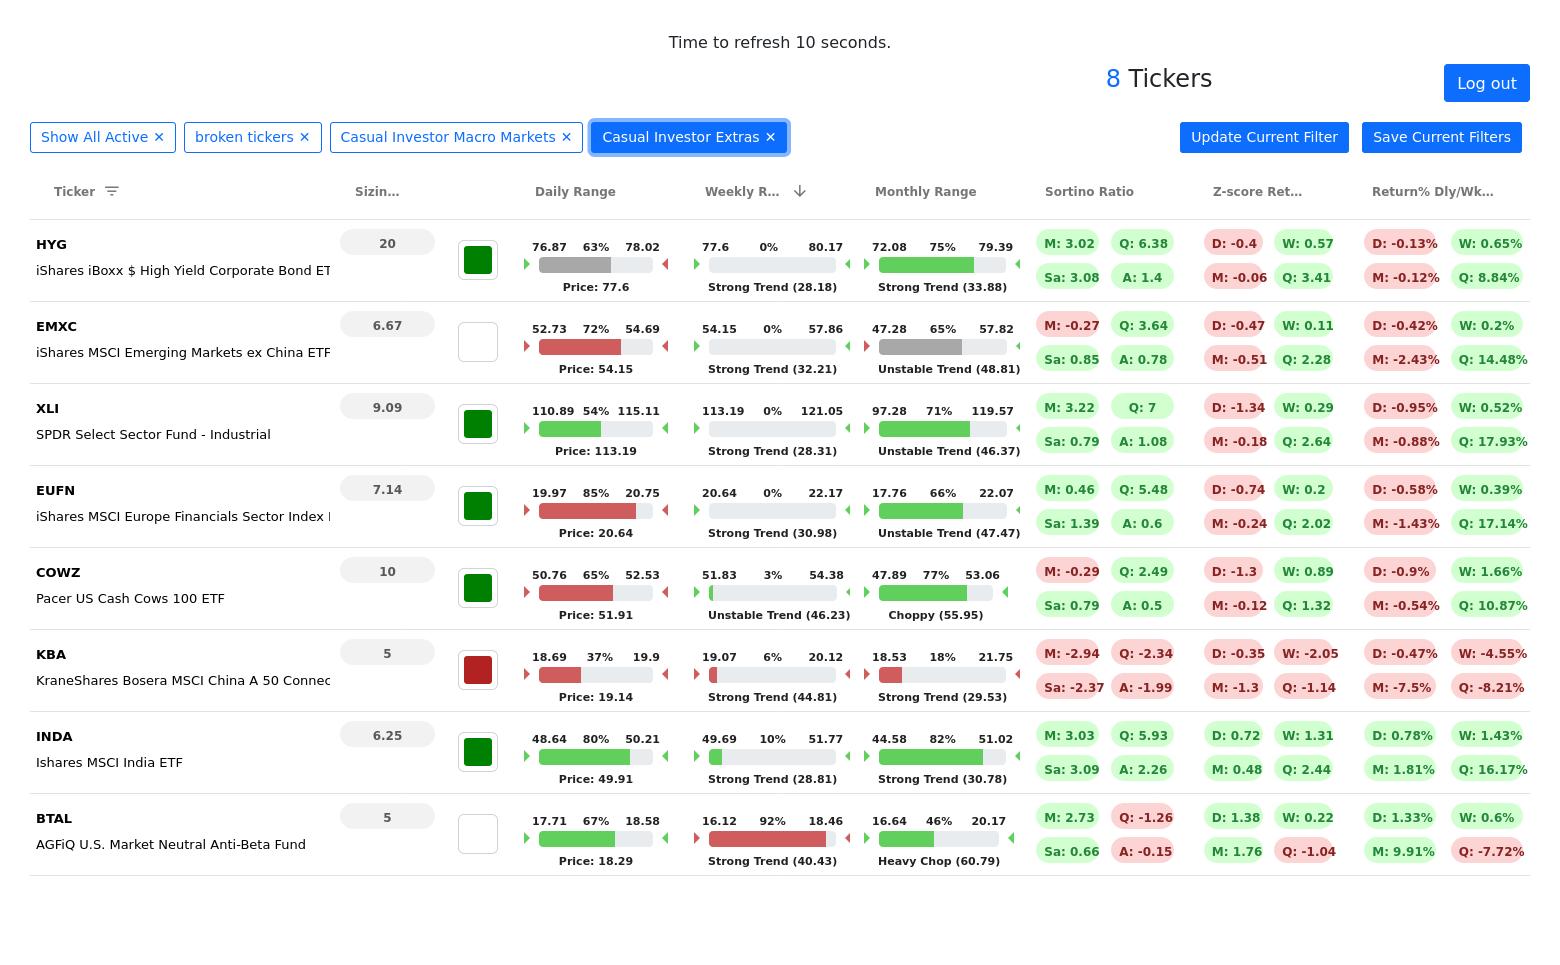 Time to refresh 10 seconds.
8 Tickers
Log out
Show All Active ✕ broken tickers ✕ Casual Investor Macro Markets ✕ Casual Investor Extras ✕ Update Current Filter Save Current Filters
Ticker Sizin... Daily Range Weekly R... Monthly Range Sortino Ratio Z-score Ret... Return% Dly/Wk...
HYG 20 76.87 63% 78.02 77.6 0% 80.17 72.08 75% 79.39 M: 3.02 Q: 6.38 D: -0.4 W: 0.57 D: -0.13% W: 0.65%
iShares iBoxx $ High Yield Corporate Bond ET Sa: 3.08 A: 1.4 M: -0.06 Q: 3.41 M: -0.12% Q: 8.84%
Price: 77.6 Strong Trend (28.18) Strong Trend (33.88)
EMXC 6.67 52.73 72% 54.69 54.15 0% 57.86 47.28 65% 57.82 M: -0.27 Q: 3.64 D: -0.47 W: 0.11 D: -0.42% W: 0.2%
iShares MSCI Emerging Markets ex China ETF Sa: 0.85 A: 0.78 M: -0.51 Q: 2.28 M: -2.43% Q: 14.48%
Price: 54.15 Strong Trend (32.21) Unstable Trend (48.81)
XLI 9.09 110.89 54% 115.11 113.19 0% 121.05 97.28 71% 119.57 M: 3.22 Q: 7 D: -1.34 W: 0.29 D: -0.95% W: 0.52%
SPDR Select Sector Fund - Industrial Sa: 0.79 A: 1.08 M: -0.18 Q: 2.64 M: -0.88% Q: 17.93%
Price: 113.19 Strong Trend (28.31) Unstable Trend (46.37)
EUFN 7.14 19.97 85% 20.75 20.64 0% 22.17 17.76 66% 22.07 M: 0.46 Q: 5.48 D: -0.74 W: 0.2 D: -0.58% W: 0.39%
iShares MSCI Europe Financials Sector Index Sa: 1.39 A: 0.6 M: -0.24 Q: 2.02 M: -1.43% Q: 17.14%
Price: 20.64 Strong Trend (30.98) Unstable Trend (47.47)
COWZ 10 50.76 65% 52.53 51.83 3% 54.38 47.89 77% 53.06 M: -0.29 Q: 2.49 D: -1.3 W: 0.89 D: -0.9% W: 1.66%
Pacer US Cash Cows 100 ETF Sa: 0.79 A: 0.5 M: -0.12 Q: 1.32 M: -0.54% Q: 10.87%
Price: 51.91 Unstable Trend (46.23) Choppy (55.95)
KBA 5 18.69 37% 19.9 19.07 6% 20.12 18.53 18% 21.75 M: -2.94 Q: -2.34 D: -0.35 W: -2.05 D: -0.47% W: -4.55%
KraneShares Bosera MSCI China A 50 Connec Sa: -2.37 A: -1.99 M: -1.3 Q: -1.14 M: -7.5% Q: -8.21%
Price: 19.14 Strong Trend (44.81) Strong Trend (29.53)
INDA 6.25 48.64 80% 50.21 49.69 10% 51.77 44.58 82% 51.02 M: 3.03 Q: 5.93 D: 0.72 W: 1.31 D: 0.78% W: 1.43%
Ishares MSCI India ETF Sa: 3.09 A: 2.26 M: 0.48 Q: 2.44 M: 1.81% Q: 16.17%
Price: 49.91 Strong Trend (28.81) Strong Trend (30.78)
BTAL 5 17.71 67% 18.58 16.12 92% 18.46 16.64 46% 20.17 M: 2.73 Q: -1.26 D: 1.38 W: 0.22 D: 1.33% W: 0.6%
AGFiQ U.S. Market Neutral Anti-Beta Fund Sa: 0.66 A: -0.15 M: 1.76 Q: -1.04 M: 9.91% Q: -7.72%
Price: 18.29 Strong Trend (40.43) Heavy Chop (60.79)